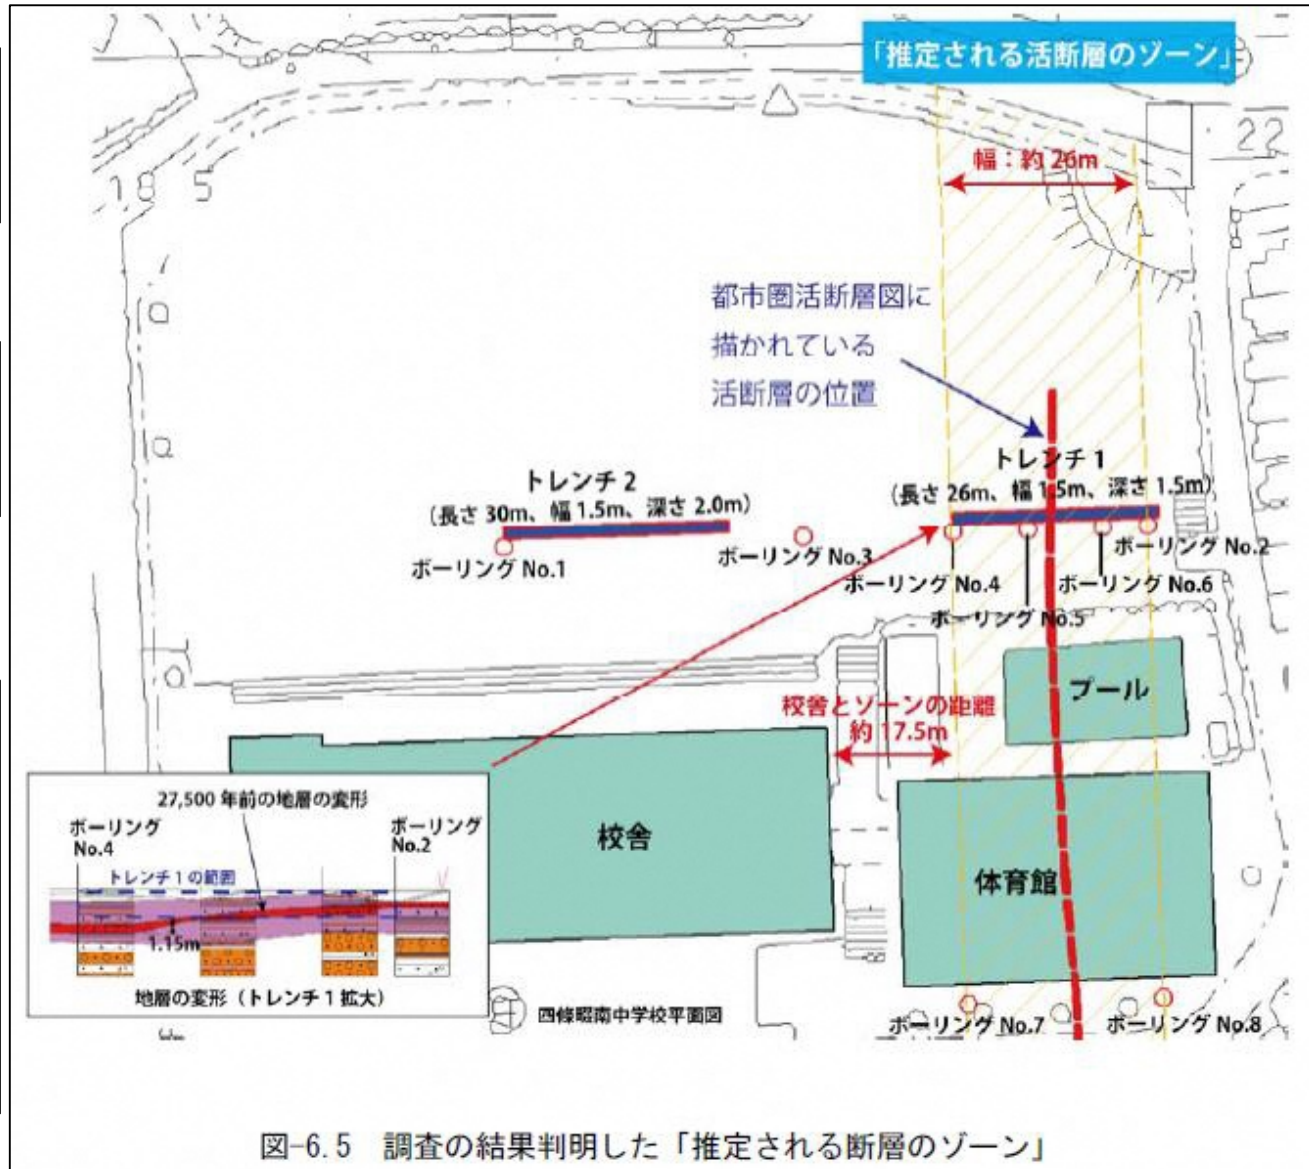 「推定される活断層のゾーン」
22
18 5
幅：約 26m
都市圏活断層図に
描かれている
活断層の位置
トレンチ 2
（長さ 30m、幅 1.5m、深さ 2.0m）
トレンチ 1
（長さ 26m、幅 1.5m、深さ 1.5m）
ボーリング No.1
ボーリング No.3
ボーリング No.4
ボーリング No.5
ボーリング No.6
ボーリング No.2
プール
校舎とゾーンの距離
約 17.5m
校舎
体育館
27,500 年前の地層の変形
ボーリング
No.4
ボーリング
No.2
トレンチ 1 の範囲
1.15m
地層の変形（トレンチ 1 拡大）
四條畷南中学校平面図
ボーリング No.7
ボーリング No.8
図-6.5 調査の結果判明した「推定される断層のゾーン」